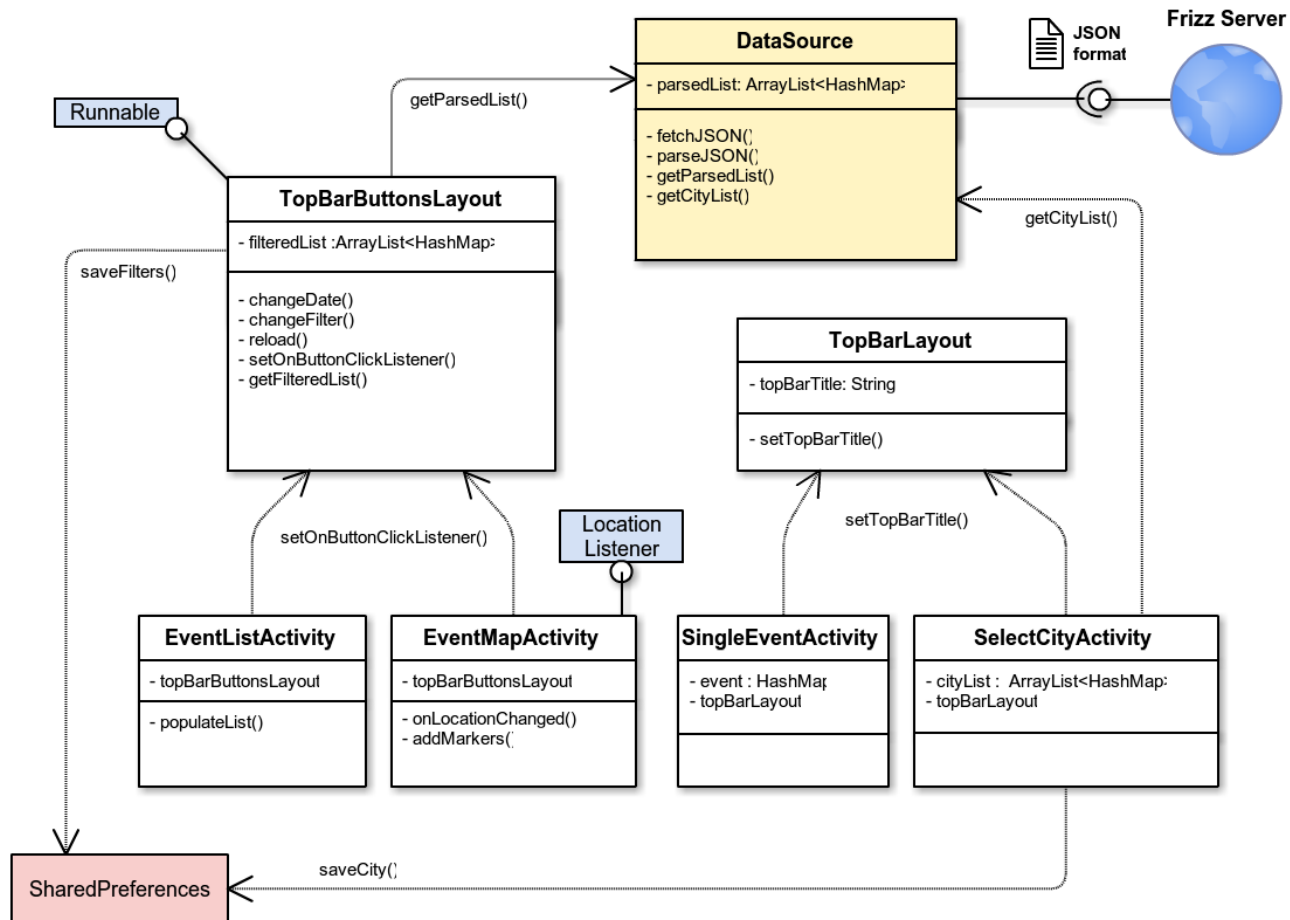 Frizz Server
JSON
format
DataSource
- parsedList: ArrayList<HashMap>
- fetchJSON()
- parseJSON()
- getParsedList()
- getCityList()
getParsedList()
Runnable
TopBarButtonsLayout
- filteredList :ArrayList<HashMap>
- changeDate()
- changeFilter()
- reload()
- setOnButtonClickListener()
- getFilteredList()
saveFilters()
getCityList()
TopBarLayout
- topBarTitle: String
- setTopBarTitle()
setOnButtonClickListener()
Location
Listener
setTopBarTitle()
EventListActivity
- topBarButtonsLayout
- populateList()
EventMapActivity
- topBarButtonsLayout
- onLocationChanged()
- addMarkers()
SingleEventActivity
- event : HashMap
- topBarLayout
SelectCityActivity
- cityList : ArrayList<HashMap>
- topBarLayout
SharedPreferences
saveCity()